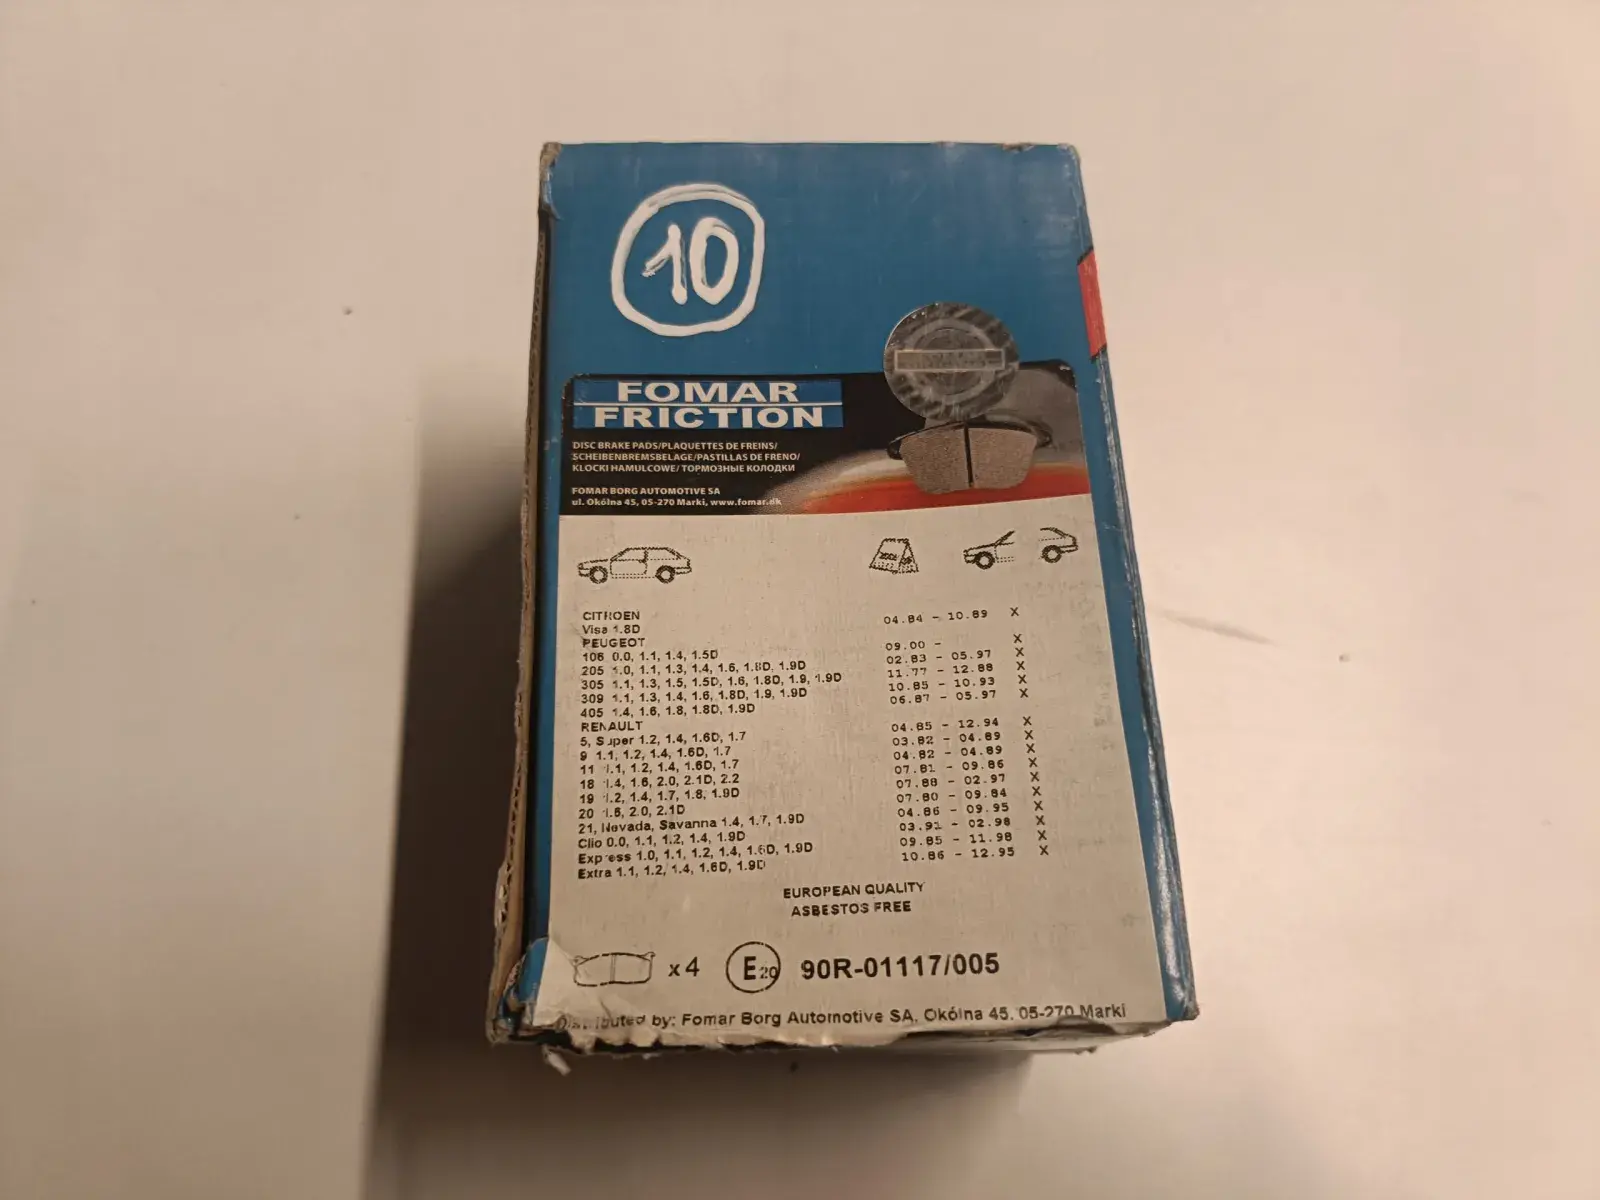 10
FOMAR
FRICTION
DISC BRAKE PADS/PLAQUETTES DE FREINS/
SCHEIBENBREMSBELAGE/PASTILLAS DE FRENO/
KLOCKI HAMULCOWE/ТОРМОЗНЫЕ КОЛОДКИ
FOMAR BORG AUTOMOTIVE SA
ul. Okólna 45, 05-270 Marki, www.fomar.dk
CITROEN
Visa 1.8D 04.84 - 10.89 X
PEUGEOT
106 0.0, 1.1, 1.4, 1.5D 09.00 - X
205 1.0, 1.1, 1.3, 1.4, 1.6, 1.8D, 1.9D 02.83 - 05.97 X
305 1.1, 1.3, 1.5, 1.5D, 1.6, 1.8D, 1.9, 1.9D 11.77 - 12.88 X
309 1.1, 1.3, 1.4, 1.6, 1.8D, 1.9, 1.9D 10.85 - 10.93 X
405 1.4, 1.6, 1.8, 1.8D, 1.9D 06.87 - 05.97 X
RENAULT
5, Super 1.2, 1.4, 1.6D, 1.7 04.85 - 12.94 X
9 1.1, 1.2, 1.4, 1.6D, 1.7 03.82 - 04.89 X
11 1.1, 1.2, 1.4, 1.6D, 1.7 04.82 - 04.89 X
18 1.4, 1.6, 2.0, 2.1D, 2.2 07.81 - 09.86 X
19 1.2, 1.4, 1.7, 1.8, 1.9D 07.88 - 02.97 X
20 1.6, 2.0, 2.1D 07.80 - 09.84 X
21, Nevada, Savanna 1.4, 1.7, 1.9D 04.86 - 09.95 X
Clio 0.0, 1.1, 1.2, 1.4, 1.9D 03.91 - 02.98 X
Express 1.0, 1.1, 1.2, 1.4, 1.6D, 1.9D 09.85 - 11.98 X
Extra 1.1, 1.2, 1.4, 1.6D, 1.9D 10.86 - 12.95 X
EUROPEAN QUALITY
ASBESTOS FREE
x4 E20 90R-01117/005
Distributed by: Fomar Borg Automotive SA, Okólna 45, 05-270 Marki